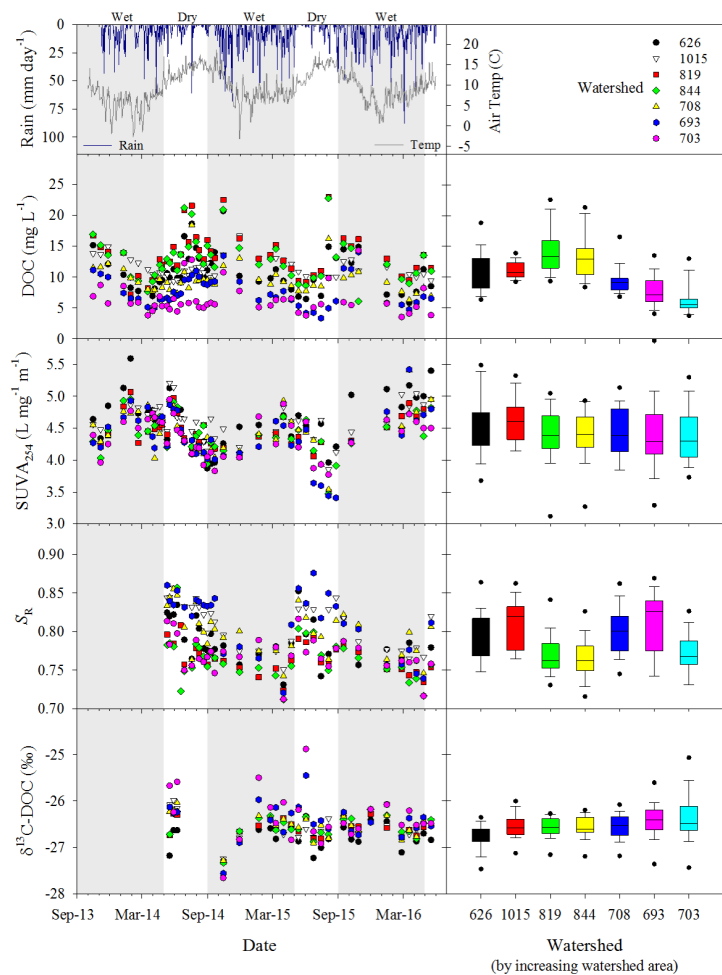 Wet Dry Wet Dry Wet
0
25
50
75
100
Rain (mm day-1)
20
15
10
5
0
-5
Air Temp (C)
Rain
Temp
Watershed
626
1015
819
844
708
693
703
25
20
15
10
5
0
DOC (mg L-1)
5.5
5.0
4.5
4.0
3.5
3.0
SUVA254 (L mg-1 m-1)
0.90
0.85
0.80
0.75
0.70
SR
-25
-26
-27
-28
δ13C-DOC (‰)
Sep-13 Mar-14 Sep-14 Mar-15 Sep-15 Mar-16
Date
626 1015 819 844 708 693 703
Watershed
(by increasing watershed area)